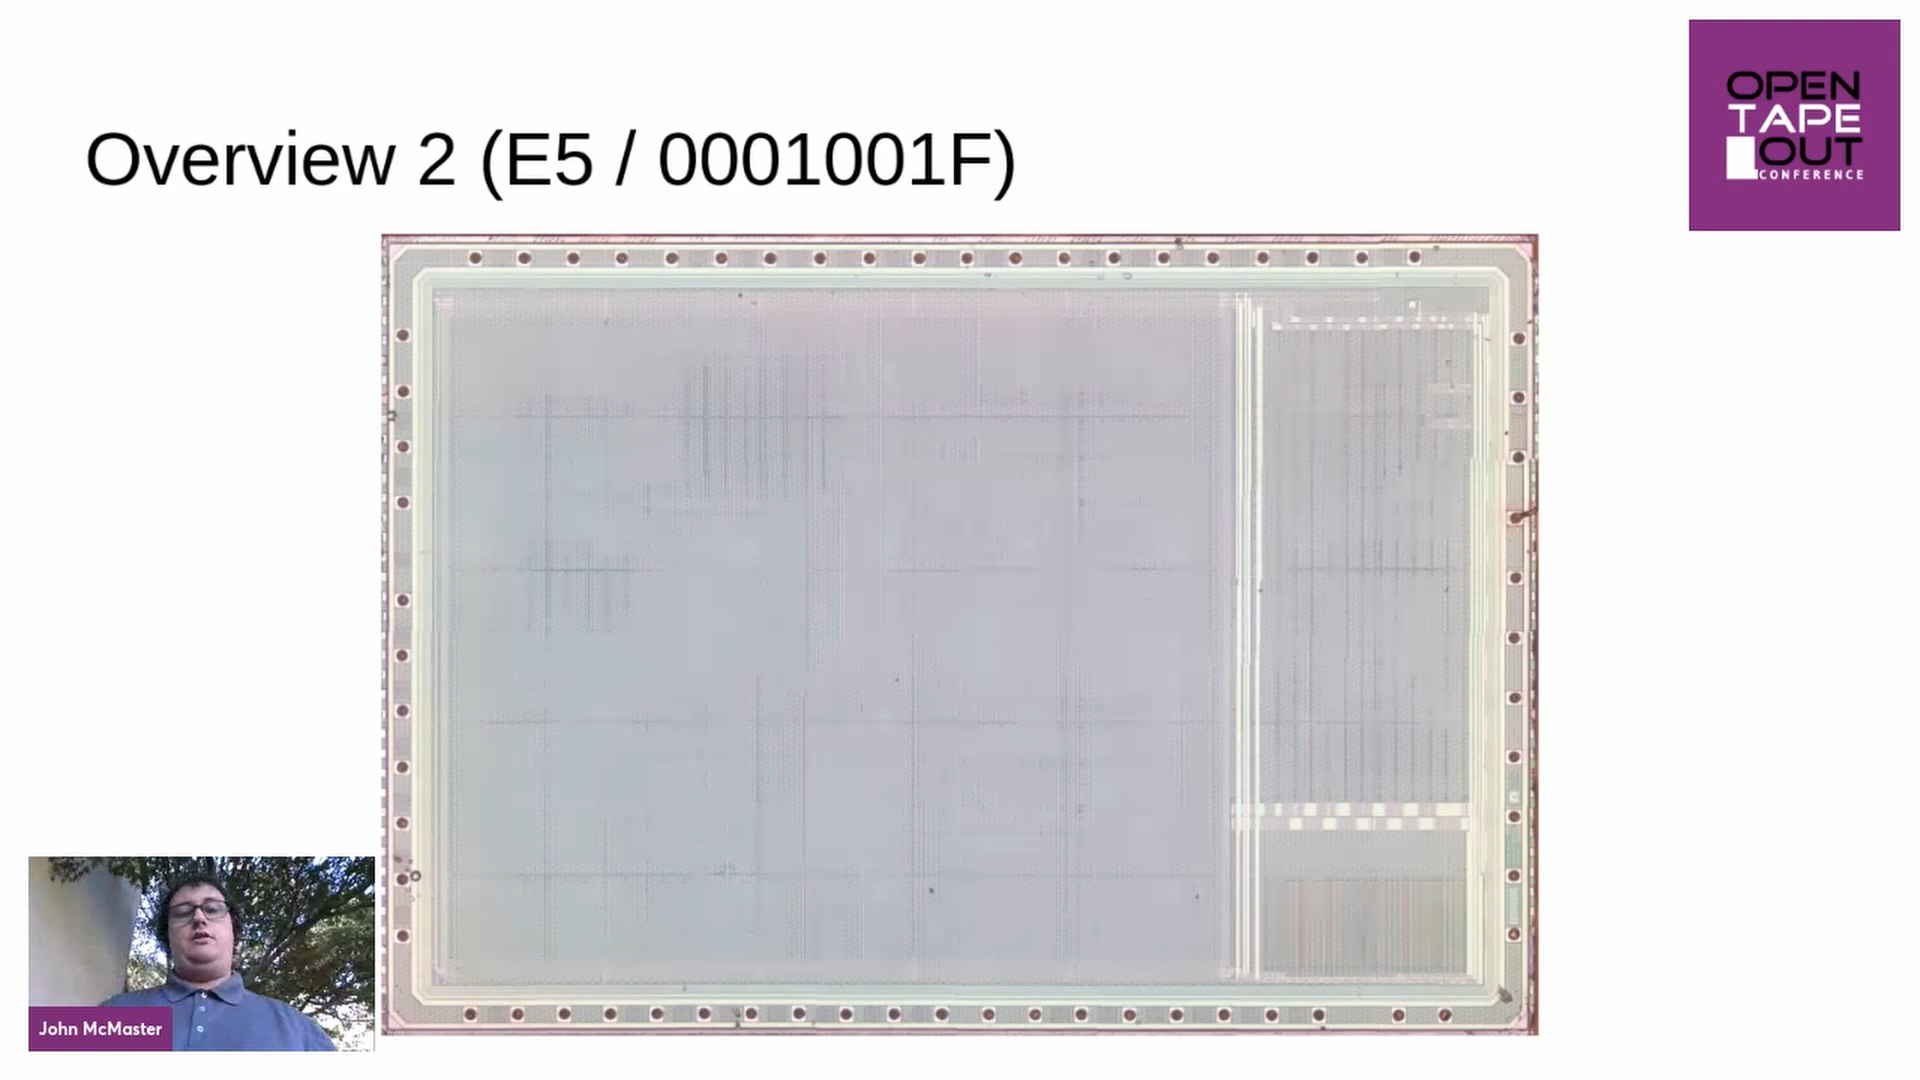 Overview 2 (E5 / 0001001F)
OPEN
TAPE
OUT
CONFERENCE
John McMaster